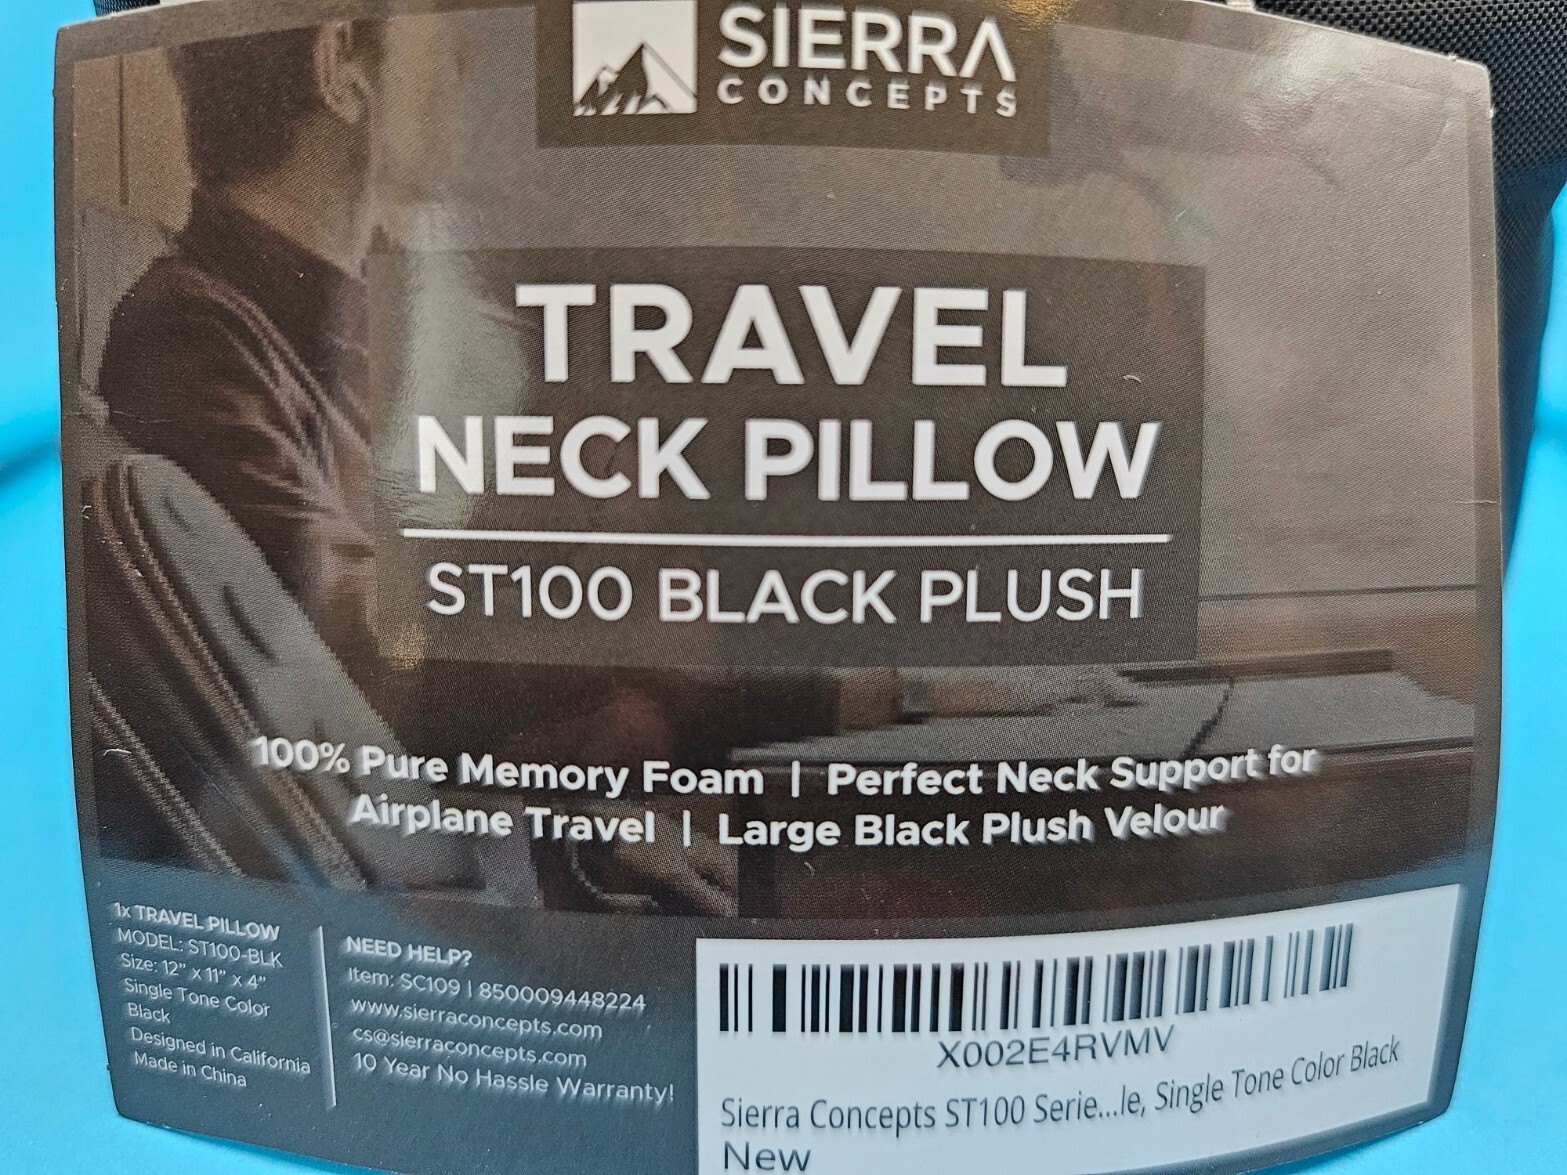 SIERRA
CONCEPTS
TRAVEL
NECK PILLOW
ST100 BLACK PLUSH
100% Pure Memory Foam | Perfect Neck Support for
Airplane Travel | Large Black Plush Velour
1x TRAVEL PILLOW
MODEL: ST100-BLK
Size: 12" x 11" x 4"
Single Tone Color
Black
Designed in California
Made in China
NEED HELP?
Item: SC109 | 850009448224
www.sierraconcepts.com
cs@sierraconcepts.com
10 Year No Hassle Warranty!
X002E4RVMV
Sierra Concepts ST100 Serie...le, Single Tone Color Black
New